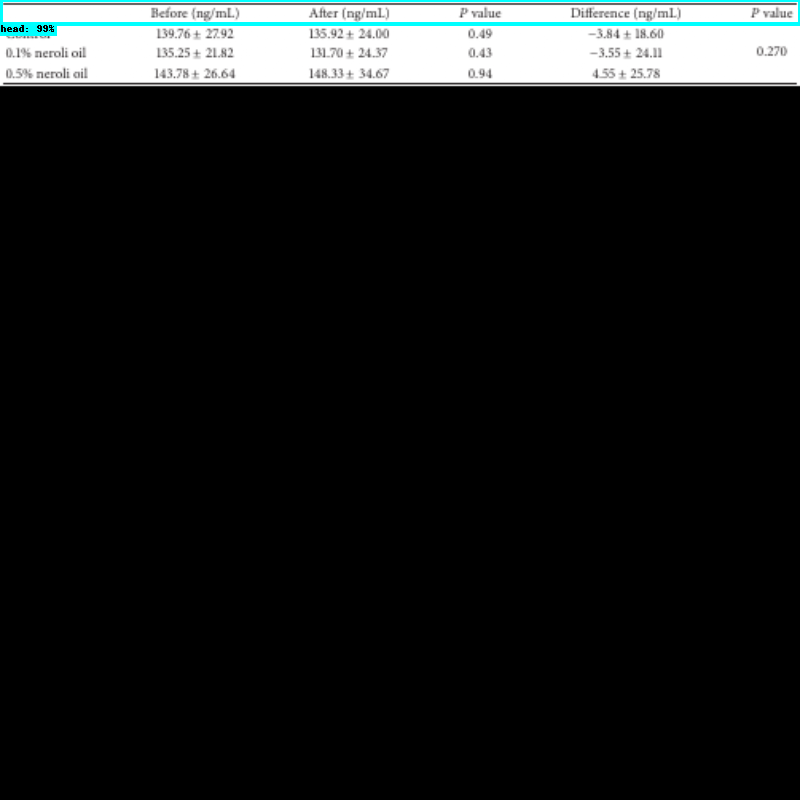 Before (ng/mL) After (ng/mL) P value Difference (ng/mL) P value
head: 99%
139.76 ± 27.92 135.92 ± 24.00 0.49 −3.84 ± 18.60
0.1% neroli oil 135.25 ± 21.82 131.70 ± 24.37 0.43 −3.55 ± 24.11 0.270
0.5% neroli oil 143.78 ± 26.64 148.33 ± 34.67 0.94 4.55 ± 25.78